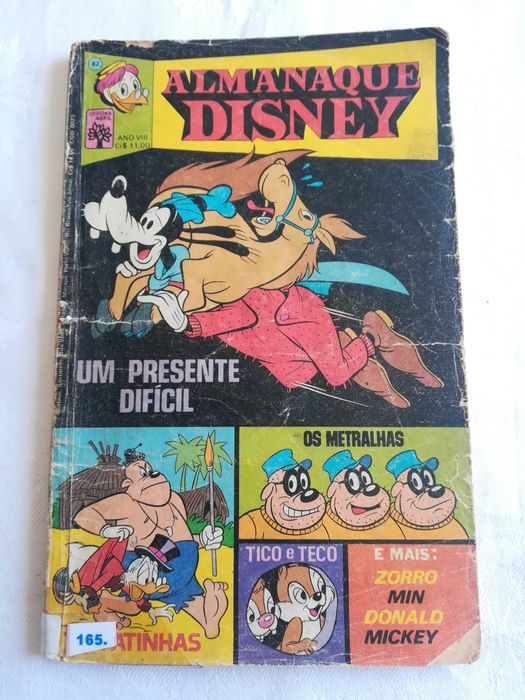 82
ALMANAQUE
DISNEY
EDITORA
ABRIL
ANO VIII
Cr$ 11,00
UM PRESENTE
DIFÍCIL
OS METRALHAS
TICO e TECO
E MAIS:
ZORRO
MIN
DONALD
MICKEY
ATINHAS
165.